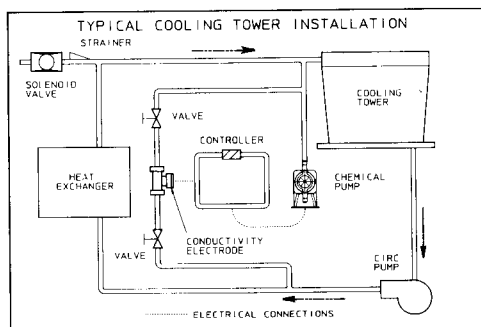 TYPICAL COOLING TOWER INSTALLATION
STRAINER
SOLENOID
VALVE
COOLING
TOWER
VALVE
CONTROLLER
HEAT
EXCHANGER
CHEMICAL
PUMP
CONDUCTIVITY
ELECTRODE
VALVE
CIRC
PUMP
ELECTRICAL CONNECTIONS